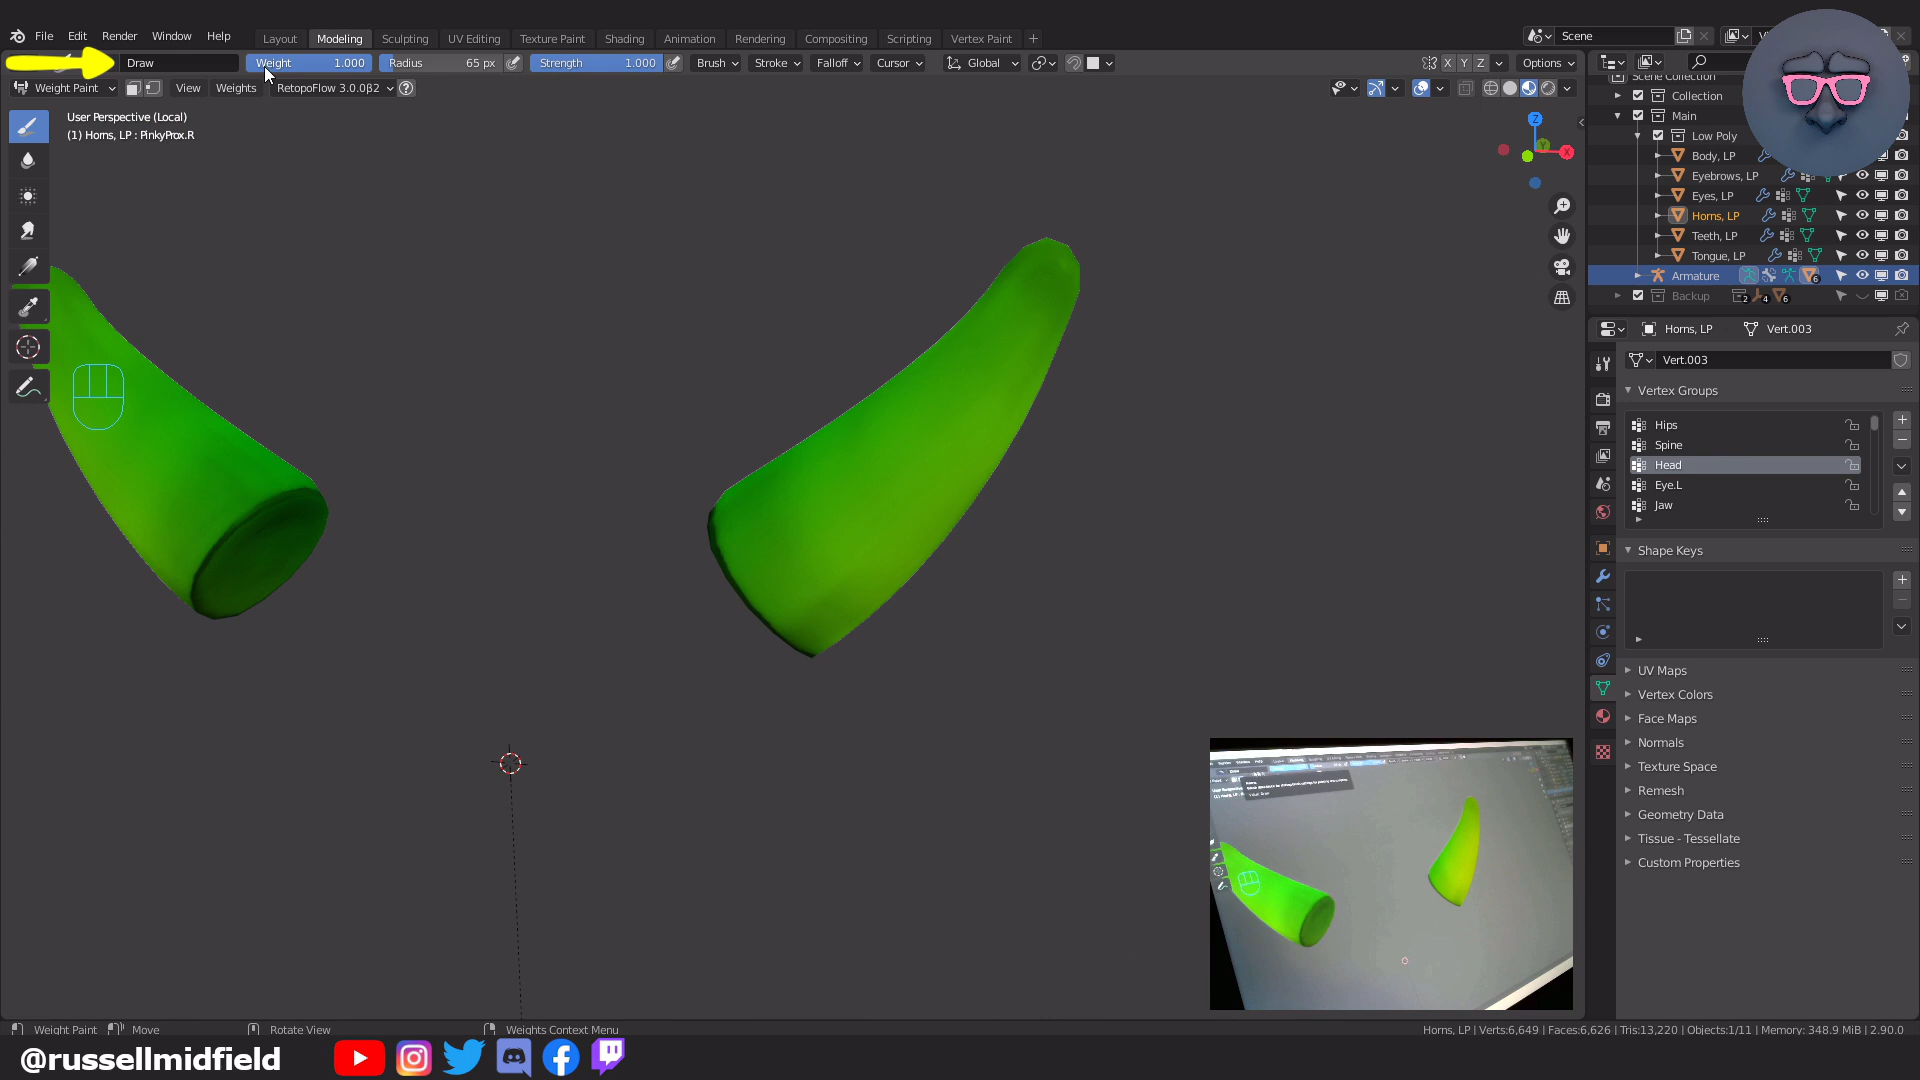 File Edit Render Window Help Layout Modeling Sculpting UV Editing Texture Paint Shading Animation Rendering Compositing Scripting Vertex Paint + Scene
Draw Weight 1.000 Radius 65 px Strength 1.000 Brush Stroke Falloff Cursor Global X Y Z Options
Weight Paint View Weights RetopoFlow 3.0.0β2 ?
User Perspective (Local)
(1) Horns, LP : PinkyProx.R
Z
Y
X
Scene Collection
Collection
Main
Low Poly
Body, LP
Eyebrows, LP
Eyes, LP
Horns, LP
Teeth, LP
Tongue, LP
Armature 6
Backup 2 4 6
Horns, LP Vert.003
Vert.003
Vertex Groups
Hips
Spine
Head
Eye.L
Jaw
Shape Keys
UV Maps
Vertex Colors
Face Maps
Normals
Texture Space
Remesh
Geometry Data
Tissue - Tessellate
Custom Properties
Weight Paint Move Rotate View Weights Context Menu Horns, LP | Verts:6,649 | Faces:6,626 | Tris:13,220 | Objects:1/11 | Memory: 348.9 MiB | 2.90.0
@russellmidfield